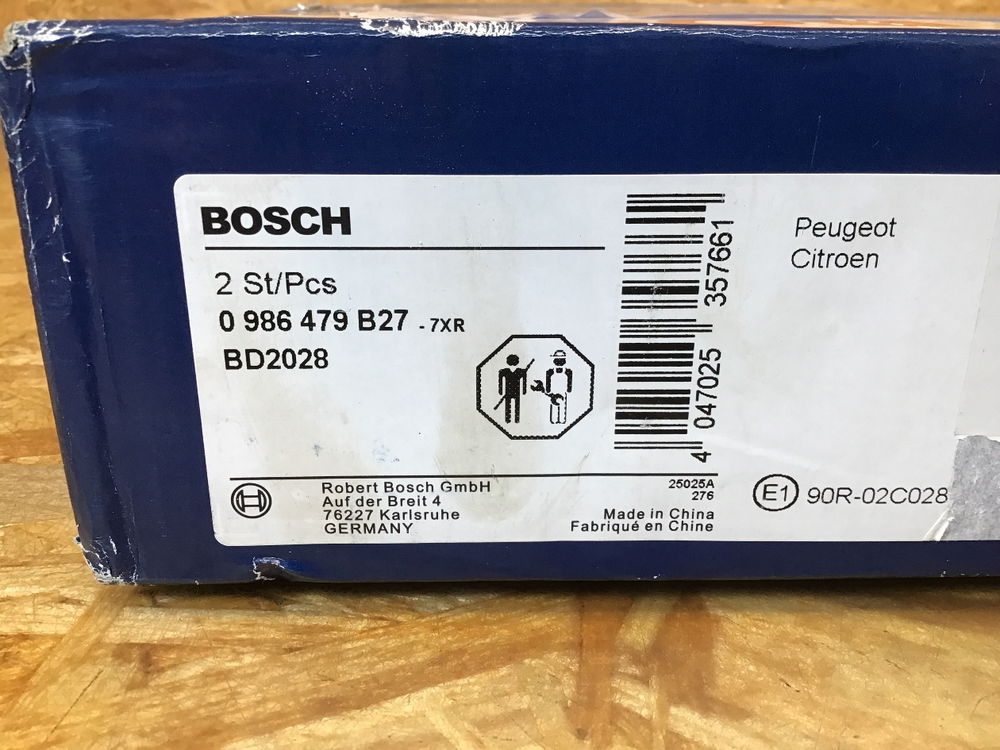 BOSCH
2 St/Pcs
0 986 479 B27 - 7XR
BD2028
4 047025 357661
Peugeot
Citroen
Robert Bosch GmbH
Auf der Breit 4
76227 Karlsruhe
GERMANY
25025A
276
Made in China
Fabriqué en Chine
E1 90R-02C028